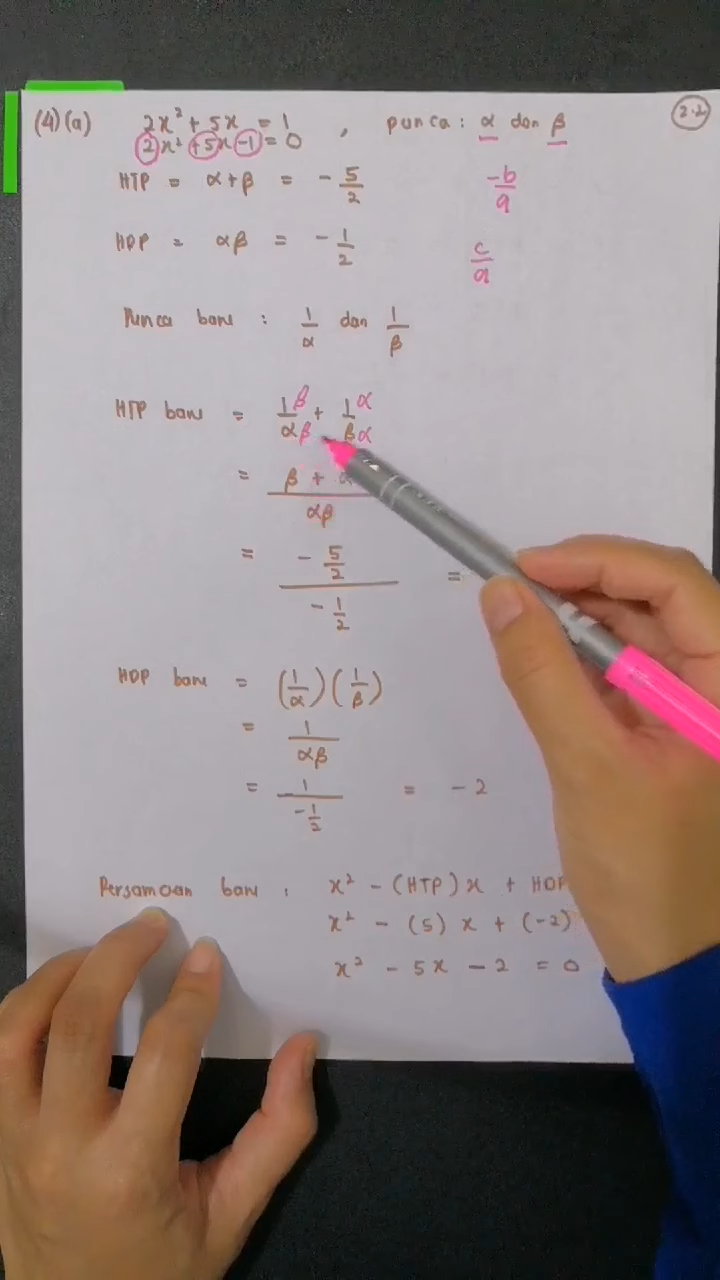 (4)(a) 2x² + 5x = 1 , punca : α dan β (2.2)
2x² +5x -1 = 0
HTP = α+β = - 5/2 -b/a
HDP = αβ = - 1/2 c/a
Punca baru : 1/α dan 1/β
HTP baru = 1β/αβ + 1α/βα
= β + α/αβ
= - 5/2 / - 1/2 =
HDP baru = (1/α)(1/β)
= 1/αβ
= 1 / -1/2 = -2
Persamaan baru : x² - (HTP)x + HDP
x² - (5)x + (-2)
x² - 5x - 2 = 0